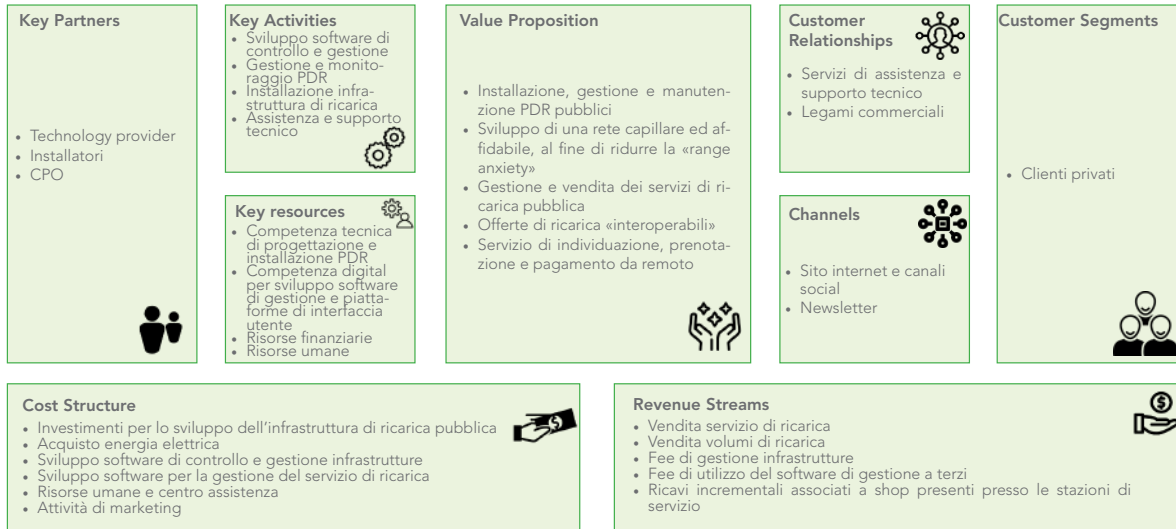 Key Partners
• Technology provider
• Installatori
• CPO
Key Activities
• Sviluppo software di
controllo e gestione
• Gestione e monito-
raggio PDR
• Installazione infra-
struttura di ricarica
• Assistenza e supporto
tecnico
Key resources
• Competenza tecnica
di progettazione e
installazione PDR
• Competenza digital
per sviluppo software
di gestione e piatta-
forme di interfaccia
utente
• Risorse finanziarie
• Risorse umane
Value Proposition
• Installazione, gestione e manuten-
zione PDR pubblici
• Sviluppo di una rete capillare ed af-
fidabile, al fine di ridurre la «range
anxiety»
• Gestione e vendita dei servizi di ri-
carica pubblica
• Offerte di ricarica «interoperabili»
• Servizio di individuazione, prenota-
zione e pagamento da remoto
Customer
Relationships
• Servizi di assistenza e
supporto tecnico
• Legami commerciali
Channels
• Sito internet e canali
social
• Newsletter
Customer Segments
• Clienti privati
Cost Structure
• Investimenti per lo sviluppo dell’infrastruttura di ricarica pubblica
• Acquisto energia elettrica
• Sviluppo software di controllo e gestione infrastrutture
• Sviluppo software per la gestione del servizio di ricarica
• Risorse umane e centro assistenza
• Attività di marketing
Revenue Streams
• Vendita servizio di ricarica
• Vendita volumi di ricarica
• Fee di gestione infrastrutture
• Fee di utilizzo del software di gestione a terzi
• Ricavi incrementali associati a shop presenti presso le stazioni di
servizio